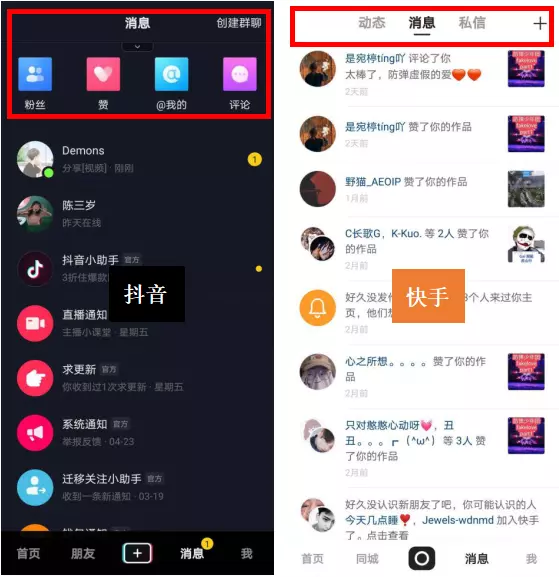 消息
创建群聊
粉丝
赞
@我的
评论
Demons
分享[视频] · 刚刚
1
陈三岁
昨天在线
抖音小助手 官方
3折住爆款
抖音
直播通知
主播小课堂 · 星期五
求更新 官方
你收到过1次求更新 · 星期五
系统通知 官方
举报反馈 · 04-23
迁移关注小助手 官方
收到一条新通知 · 03-19
官方
首页
朋友
消息
1
我
动态
消息
私信
是宛停tíng吖 评论了你
太棒了,防弹虚假的爱
2天前
是宛停tíng吖 赞了你的作品
2天前
野猫_AEOIP 赞了你的作品
1月前
C长歌G,K-Kuo. 等 2人 赞了你
的作品
2月前
好久没发
3个人来过你主
页,他们想
快手
2月前
心之所想。。。。赞了你的作
品
1月前
只对憨憨心动呀💓,丑
丑。。。┏ (^ω^) 等 3人 赞
了你的作品
2月前
好久没认识新朋友了吧,你可能认识的人
今天几点睡❣,Jewels-wdnmd 加入快手
了。点击查看
首页
同城
消息
我